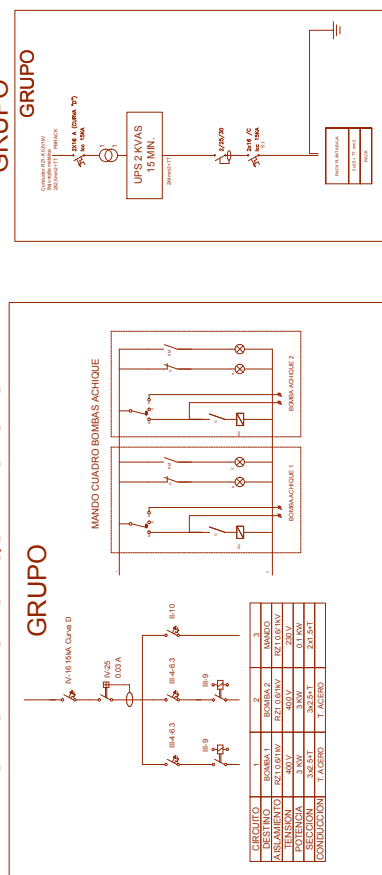 GRUPO
GRUPO
2X16 A (CURVA "D")
Icc 15KA
1
1
UPS 2 KVAS
15 MIN.
2/25/30
2x16 /C
Icc 15KA
S I
RACK
GRUPO
IV-16 15kA Curva D
IV-25
0.03 A
III-4-6.3
III-4-6.3
II-10
III-9
III-9
CIRCUITO 1 2 3
DESTINO BOMBA 1 BOMBA 2 MANDO
AISLAMIENTO RZ1 0.6/1kV RZ1 0.6/1kV RZ1 0.6/1kV
TENSION 400 V 400 V 230 V
POTENCIA 3 KW 3 KW 0.1 KW
SECCION 3x2.5+T 3x2.5+T 2x1.5+T
CONDUCCION T. ACERO T. ACERO
MANDO CUADRO BOMBAS ACHIQUE
BOMBA ACHIQUE 1
BOMBA ACHIQUE 2